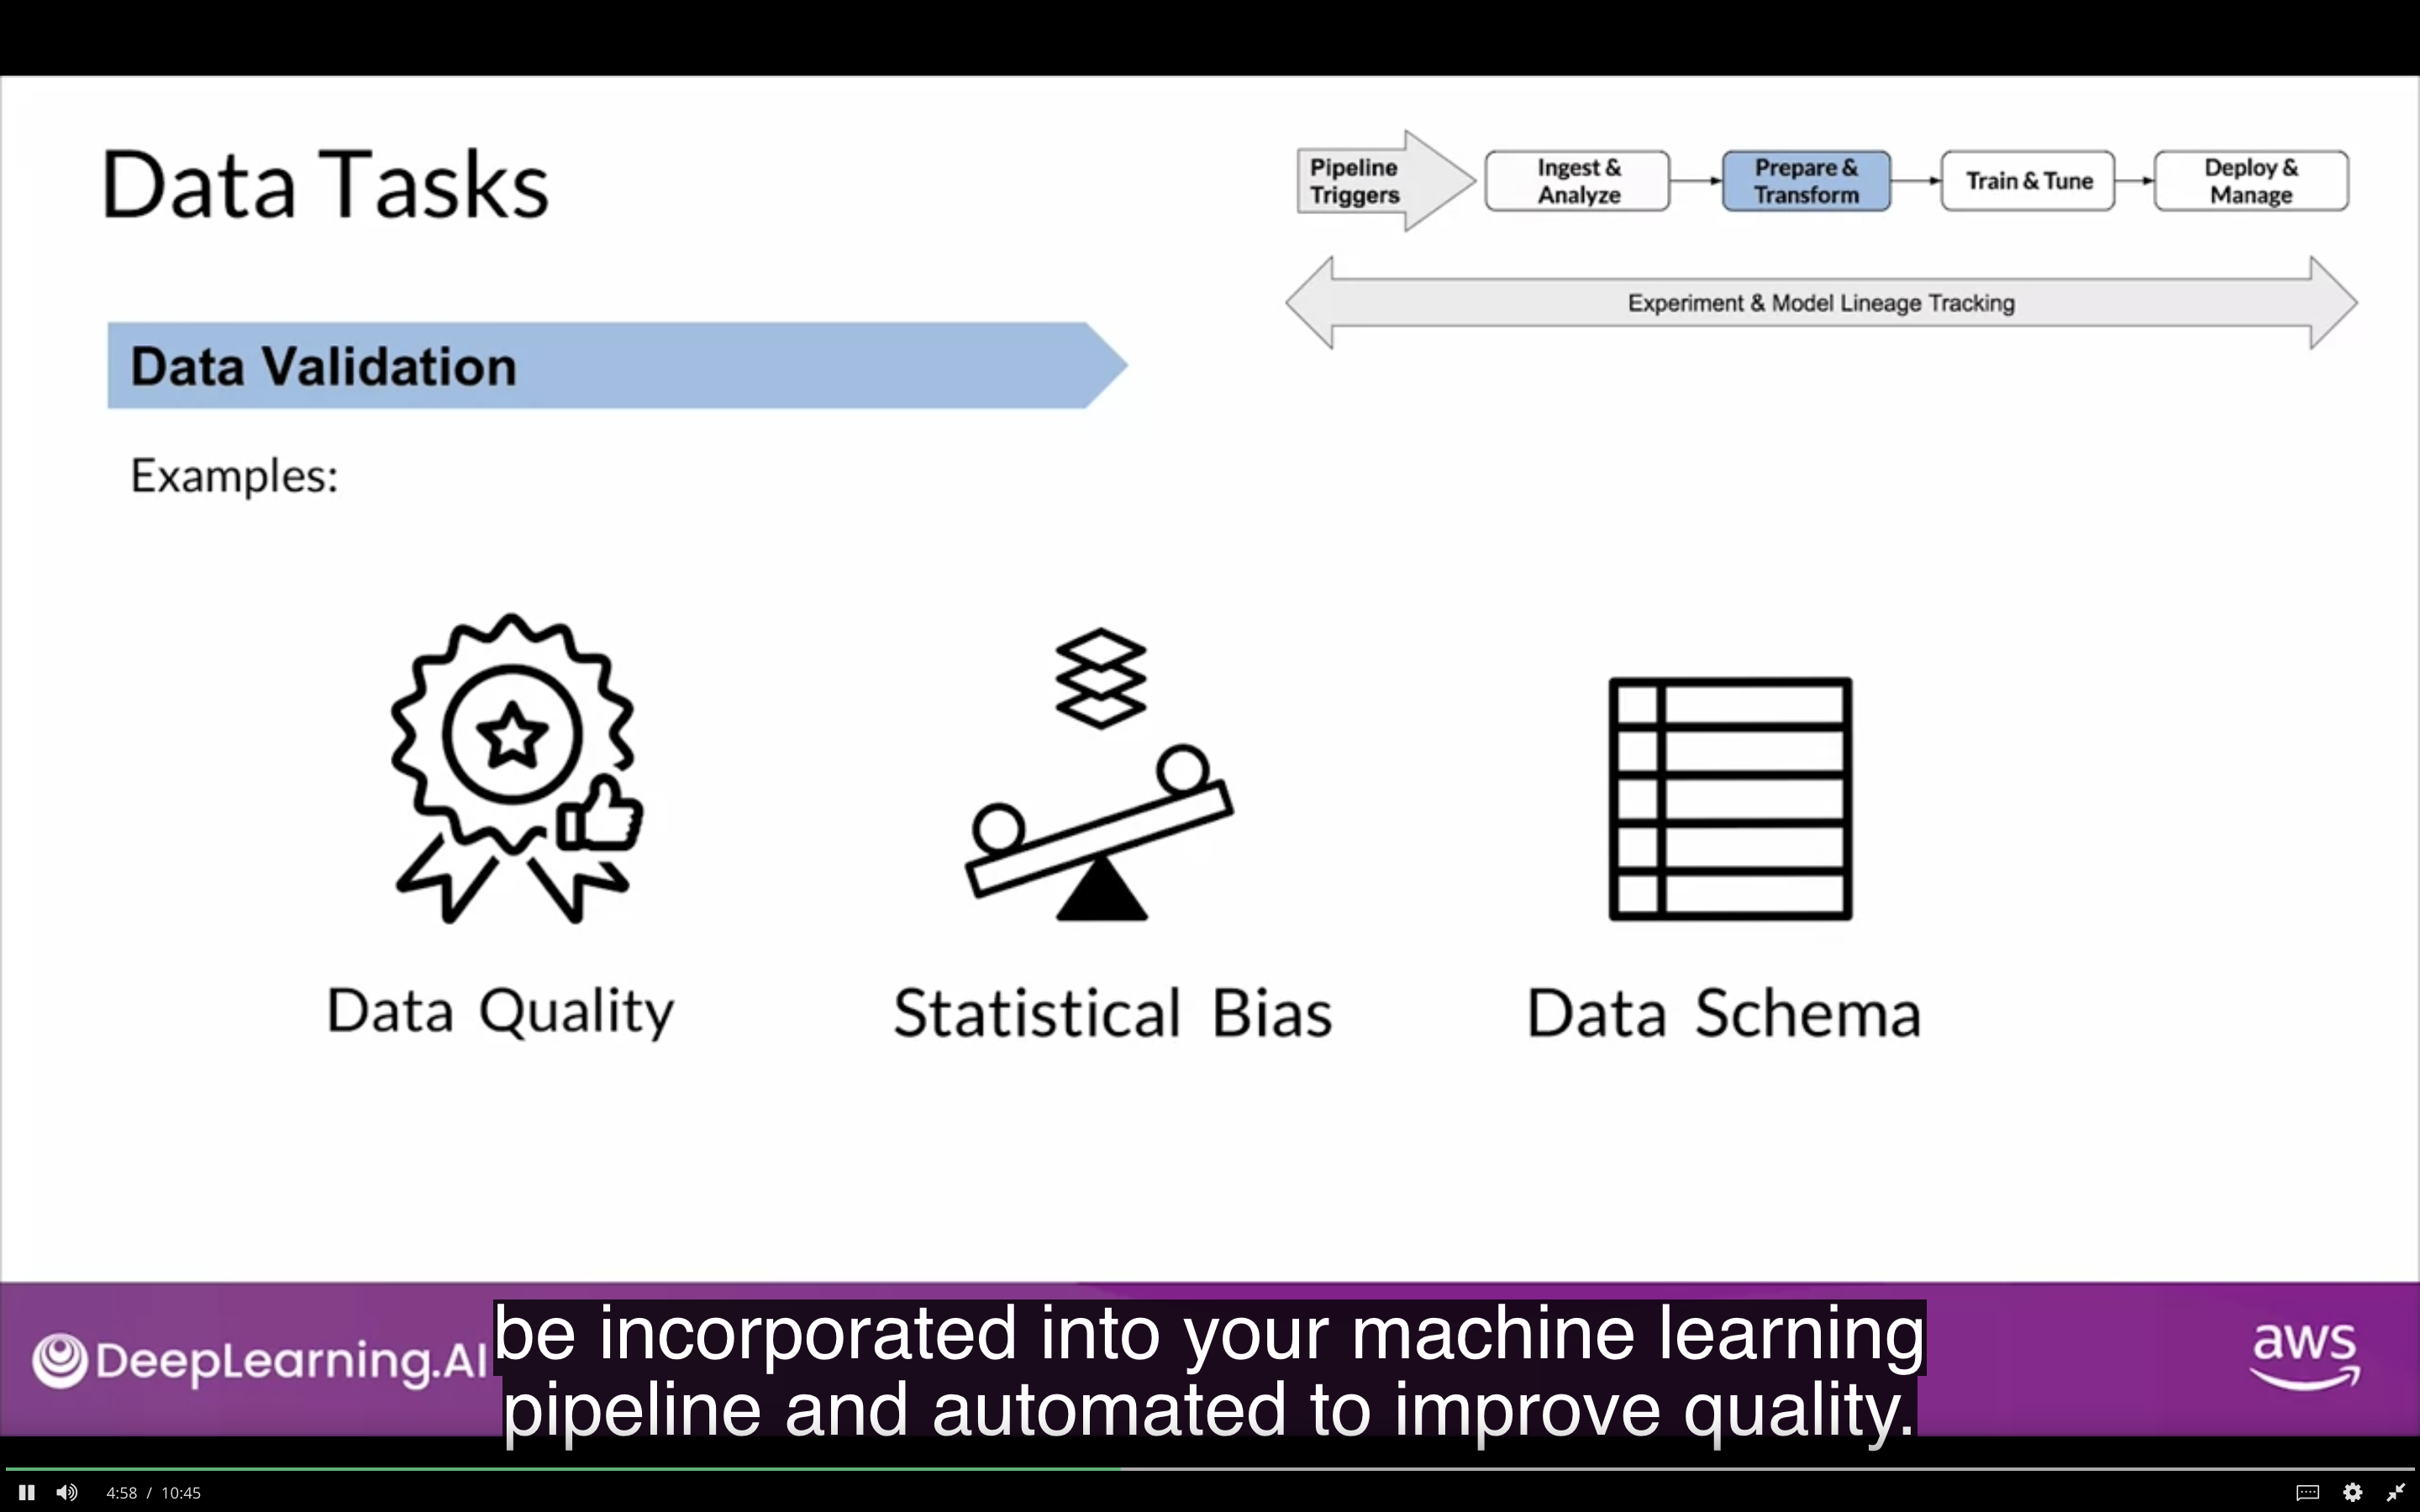 Data Tasks
Pipeline
Triggers
Ingest &
Analyze
Prepare &
Transform
Train & Tune
Deploy &
Manage
Experiment & Model Lineage Tracking
Data Validation
Examples:
Data Quality
Statistical Bias
Data Schema
DeepLearning.AI
be incorporated into your machine learning
pipeline and automated to improve quality.
aws
4:58 / 10:45